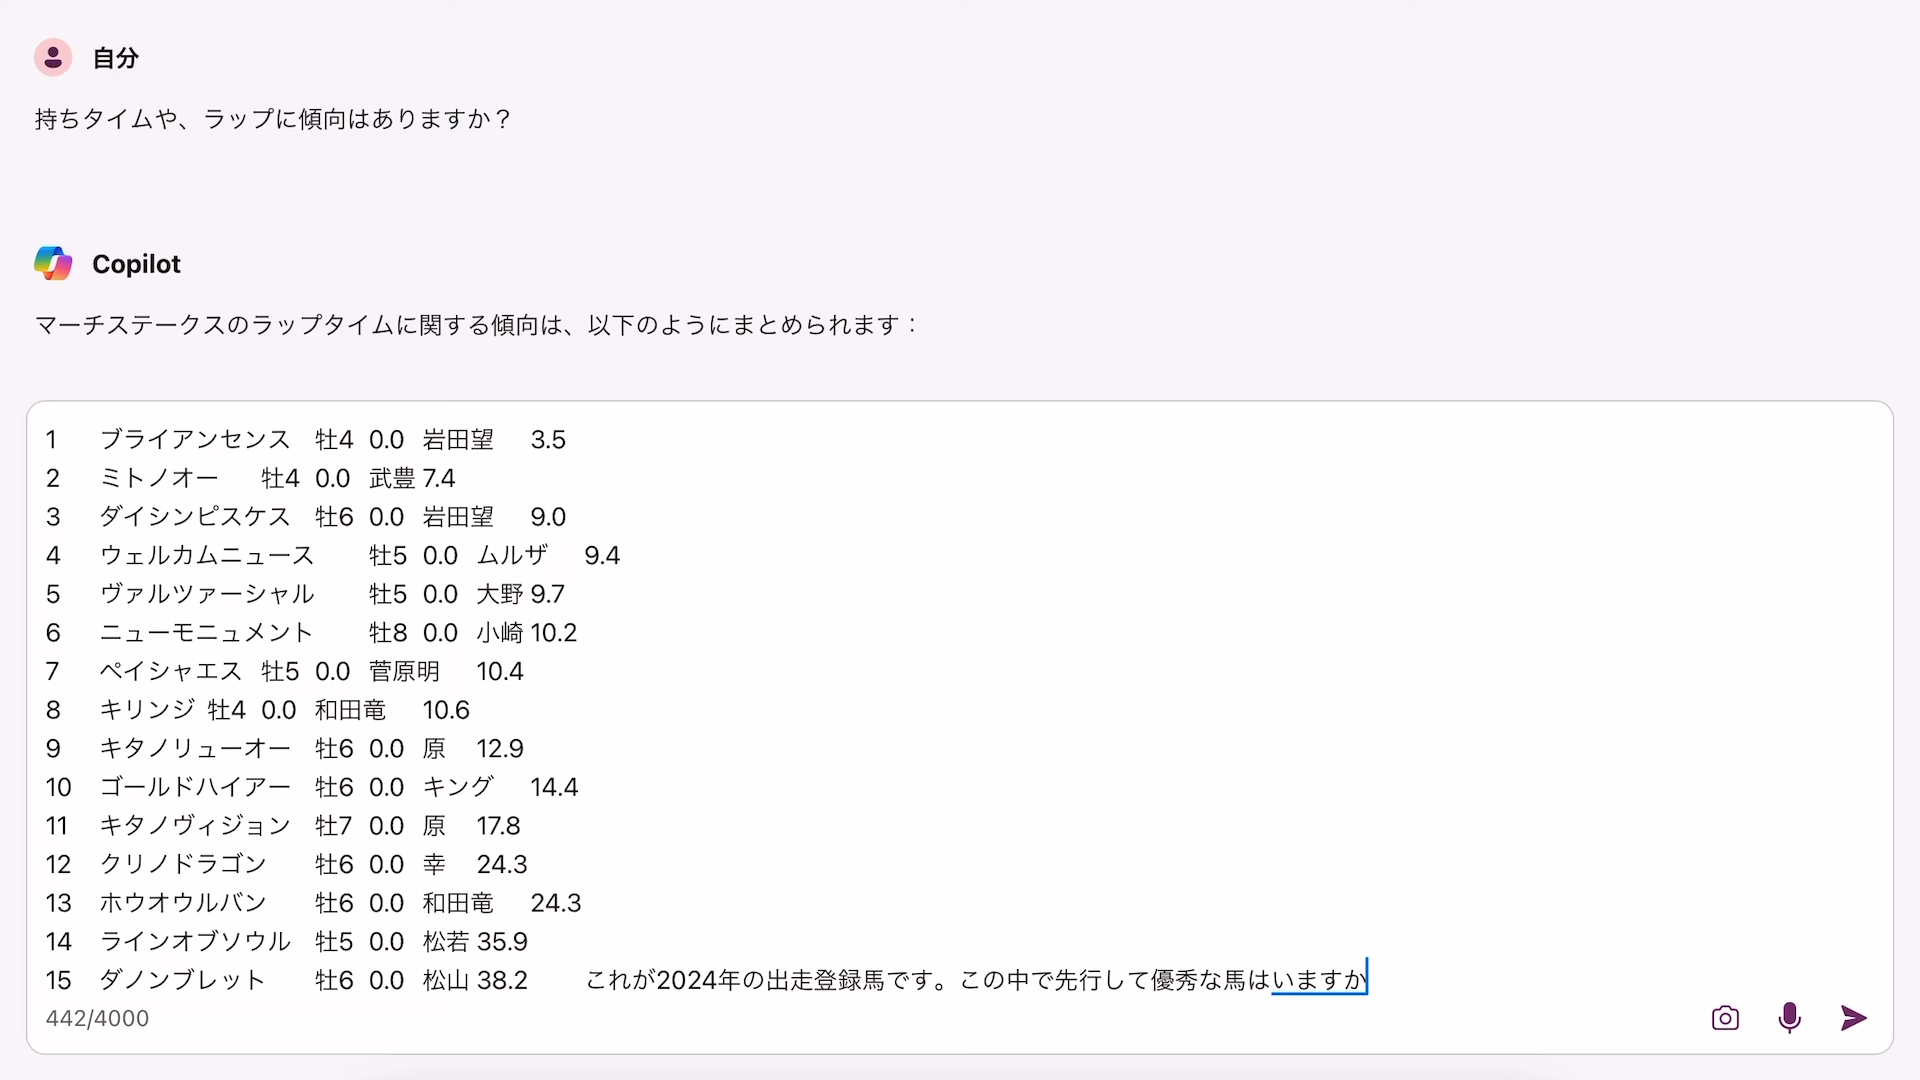 自分
持ちタイムや、ラップに傾向はありますか？
Copilot
マーチステークスのラップタイムに関する傾向は、以下のようにまとめられます：
1 ブライアンセンス 牡4 0.0 岩田望 3.5
2 ミトノオー 牡4 0.0 武豊 7.4
3 ダイシンピスケス 牡6 0.0 岩田望 9.0
4 ウェルカムニュース 牡5 0.0 ムルザ 9.4
5 ヴァルツァーシャル 牡5 0.0 大野 9.7
6 ニューモニュメント 牡8 0.0 小崎 10.2
7 ペイシャエス 牡5 0.0 菅原明 10.4
8 キリンジ 牡4 0.0 和田竜 10.6
9 キタノリューオー 牡6 0.0 原 12.9
10 ゴールドハイアー 牡6 0.0 キング 14.4
11 キタノヴィジョン 牡7 0.0 原 17.8
12 クリノドラゴン 牡6 0.0 幸 24.3
13 ホウオウルバン 牡6 0.0 和田竜 24.3
14 ラインオブソウル 牡5 0.0 松若 35.9
15 ダノンブレット 牡6 0.0 松山 38.2 これが2024年の出走登録馬です。この中で先行して優秀な馬はいますか
442/4000